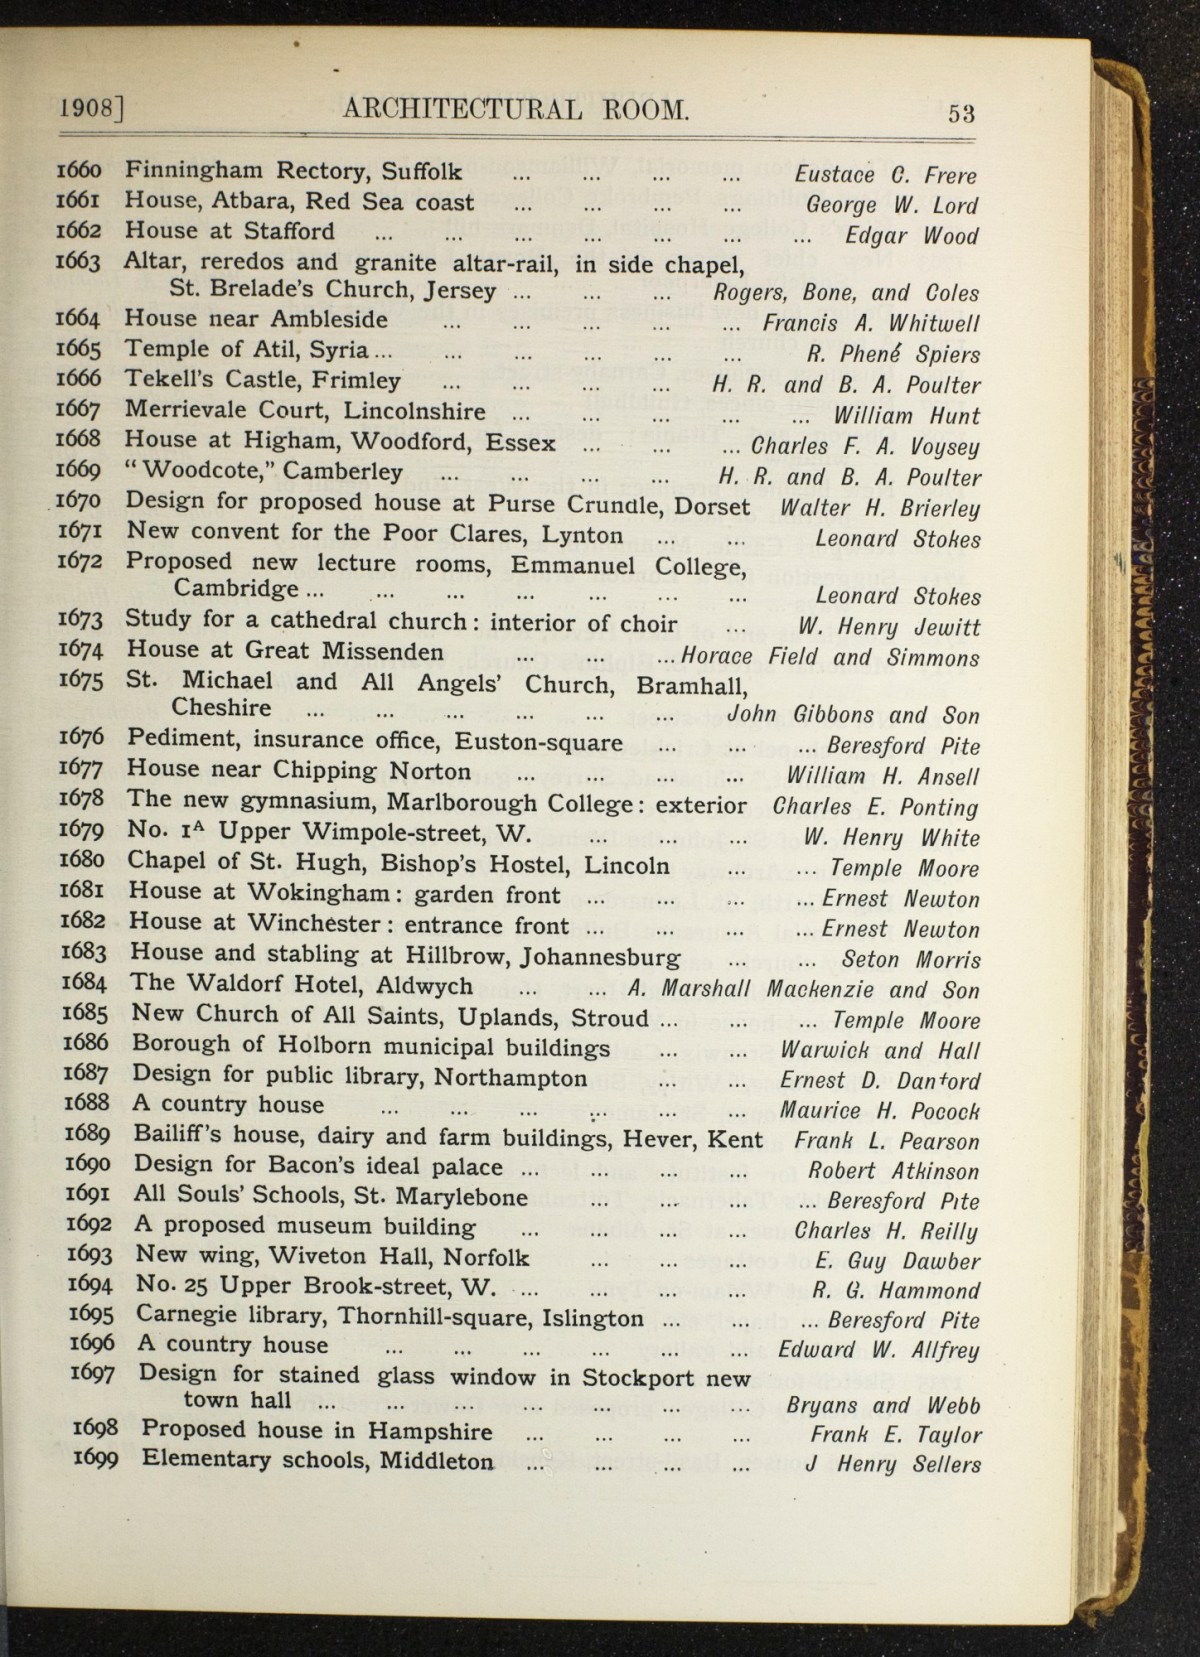 1908] ARCHITECTURAL ROOM. 53
1660 Finningham Rectory, Suffolk ... ... ... ... Eustace C. Frere
1661 House, Atbara, Red Sea coast ... ... ... ... George W. Lord
1662 House at Stafford ... ... ... ... ... ... ... Edgar Wood
1663 Altar, reredos and granite altar-rail, in side chapel,
St. Brelade's Church, Jersey ... ... ... Rogers, Bone, and Coles
1664 House near Ambleside ... ... ... ... ... Francis A. Whitwell
1665 Temple of Atil, Syria ... ... ... ... ... ... R. Phené Spiers
1666 Tekell's Castle, Frimley ... ... ... ... H. R. and B. A. Poulter
1667 Merrievale Court, Lincolnshire ... ... ... ... ... William Hunt
1668 House at Higham, Woodford, Essex ... ... ... Charles F. A. Voysey
1669 "Woodcote," Camberley ... ... ... ... H. R. and B. A. Poulter
1670 Design for proposed house at Purse Crundle, Dorset Walter H. Brierley
1671 New convent for the Poor Clares, Lynton ... ... Leonard Stokes
1672 Proposed new lecture rooms, Emmanuel College,
Cambridge ... ... ... ... ... ... ... Leonard Stokes
1673 Study for a cathedral church : interior of choir ... W. Henry Jewitt
1674 House at Great Missenden ... ... ... Horace Field and Simmons
1675 St. Michael and All Angels' Church, Bramhall,
Cheshire ... ... ... ... ... ... John Gibbons and Son
1676 Pediment, insurance office, Euston-square ... ... ... Beresford Pite
1677 House near Chipping Norton ... ... ... ... William H. Ansell
1678 The new gymnasium, Marlborough College : exterior Charles E. Ponting
1679 No. 1A Upper Wimpole-street, W. ... ... ... W. Henry White
1680 Chapel of St. Hugh, Bishop's Hostel, Lincoln ... ... Temple Moore
1681 House at Wokingham : garden front ... ... ... ... Ernest Newton
1682 House at Winchester : entrance front ... ... ... ... Ernest Newton
1683 House and stabling at Hillbrow, Johannesburg ... ... Seton Morris
1684 The Waldorf Hotel, Aldwych ... ... A. Marshall Mackenzie and Son
1685 New Church of All Saints, Uplands, Stroud ... ... ... Temple Moore
1686 Borough of Holborn municipal buildings ... ... Warwick and Hall
1687 Design for public library, Northampton ... ... Ernest D. Danford
1688 A country house ... ... ... ... ... ... Maurice H. Pocock
1689 Bailiff's house, dairy and farm buildings, Hever, Kent Frank L. Pearson
1690 Design for Bacon's ideal palace ... ... ... ... Robert Atkinson
1691 All Souls' Schools, St. Marylebone ... ... ... ... Beresford Pite
1692 A proposed museum building ... ... ... ... Charles H. Reilly
1693 New wing, Wiveton Hall, Norfolk ... ... ... E. Guy Dawber
1694 No. 25 Upper Brook-street, W. ... ... ... ... R. G. Hammond
1695 Carnegie library, Thornhill-square, Islington ... ... ... Beresford Pite
1696 A country house ... ... ... ... ... ... Edward W. Allfrey
1697 Design for stained glass window in Stockport new
town hall ... ... ... ... ... ... ... Bryans and Webb
1698 Proposed house in Hampshire ... ... ... ... Frank E. Taylor
1699 Elementary schools, Middleton ... ... ... ... J Henry Sellers